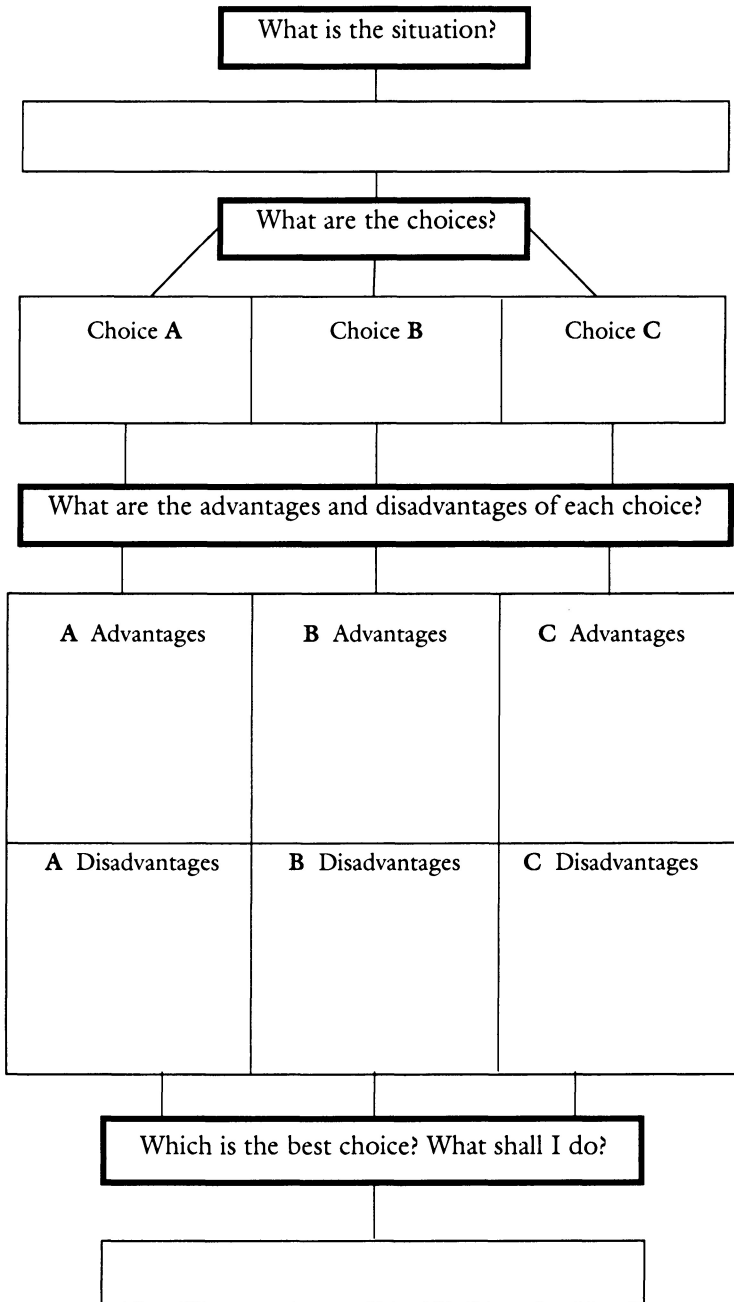 What is the situation?
What are the choices?
Choice A
Choice B
Choice C
What are the advantages and disadvantages of each choice?
A Advantages
B Advantages
C Advantages
A Disadvantages
B Disadvantages
C Disadvantages
Which is the best choice? What shall I do?